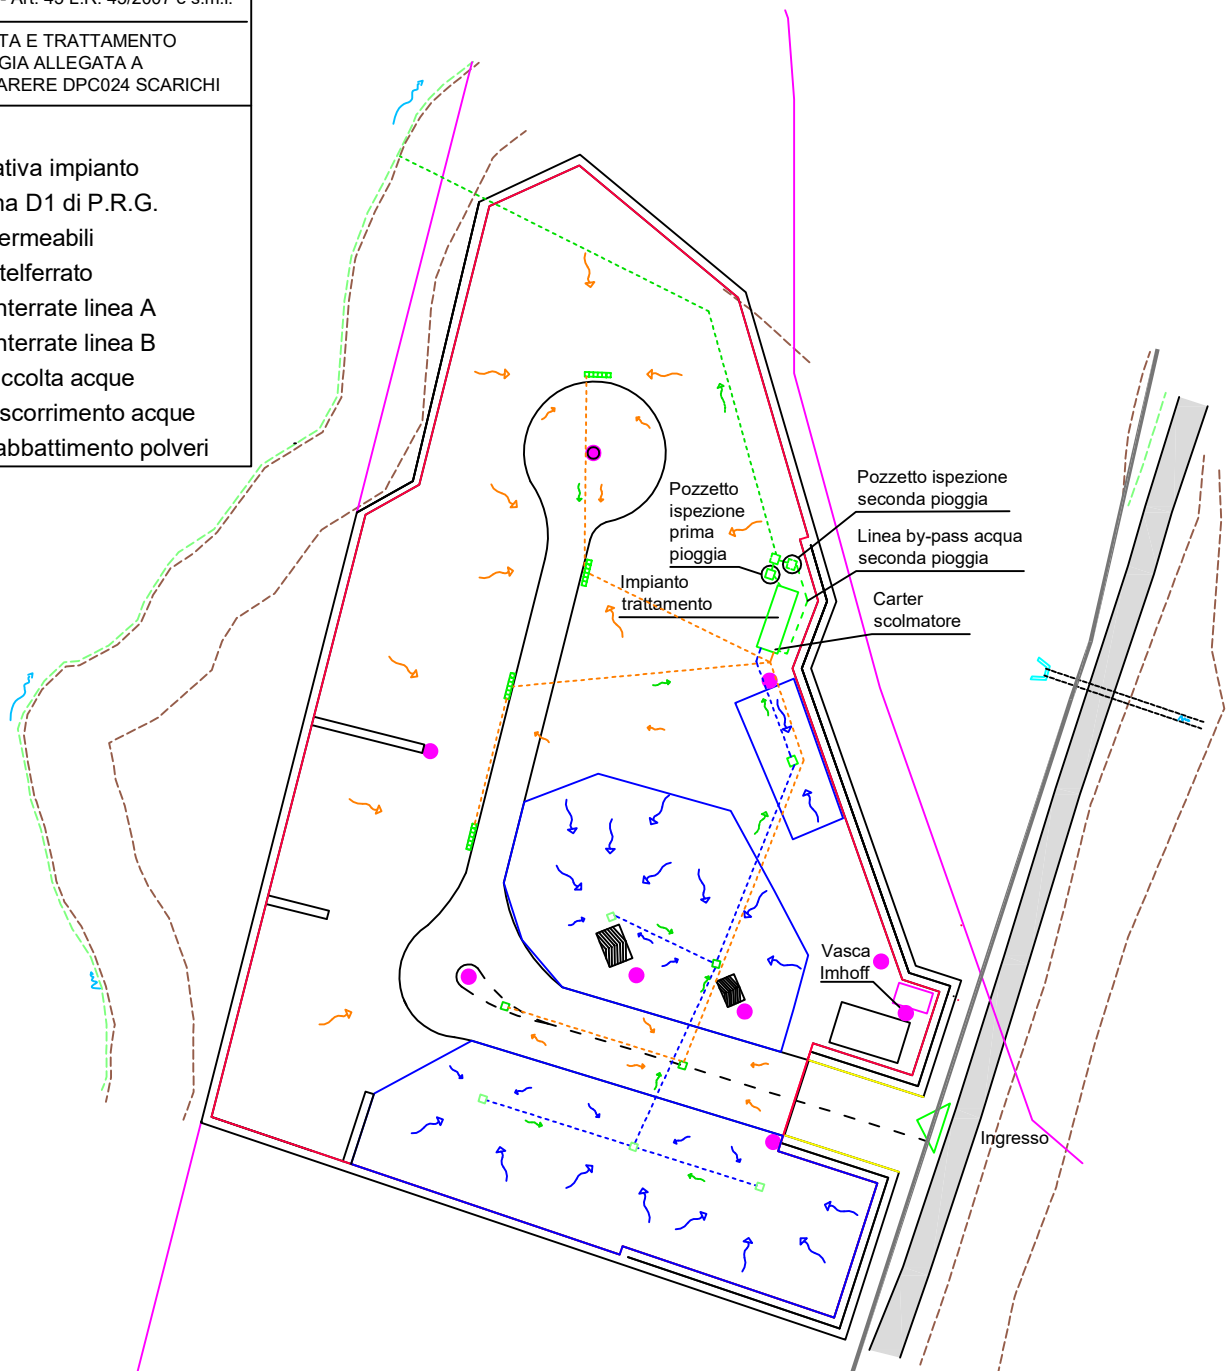 - Art. 45 L.R. 45/2007 e s.m.i.
TA E TRATTAMENTO
GIA ALLEGATA A
ARERE DPC024 SCARICHI
ativa impianto
na D1 di P.R.G.
ermeabili
telferrato
nterrate linea A
nterrate linea B
ccolta acque
scorrimento acque
abbattimento polveri
Pozzetto
ispezione
prima
pioggia
Pozzetto ispezione
seconda pioggia
Linea by-pass acqua
seconda pioggia
Impianto
trattamento
Carter
scolmatore
Vasca
Imhoff
Ingresso